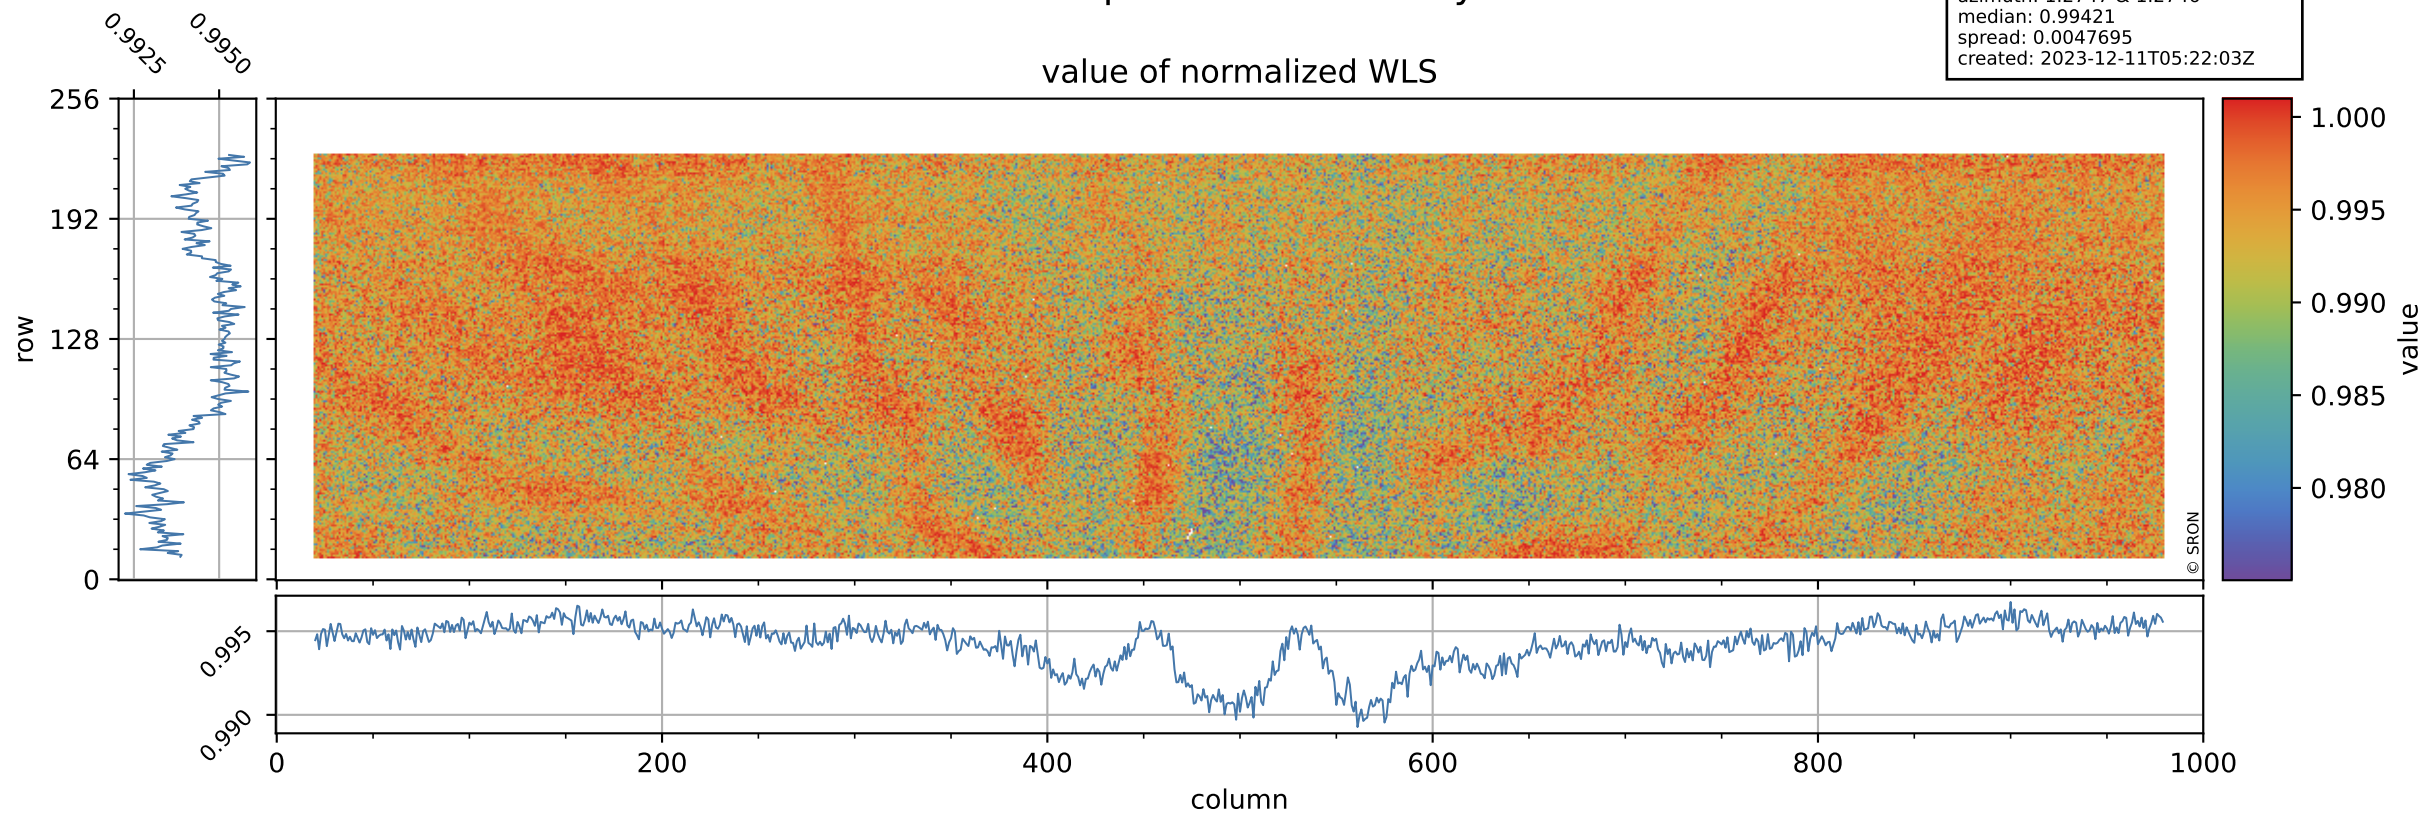 median: 0.99421
spread: 0.0047695
created: 2023-12-11T05:22:03Z
value of normalized WLS
0.9925
0.9950
256
192
128
64
0
row
1.000
0.995
0.990
0.985
0.980
value
© SRON
0.995
0.990
0
200
400
600
800
1000
column